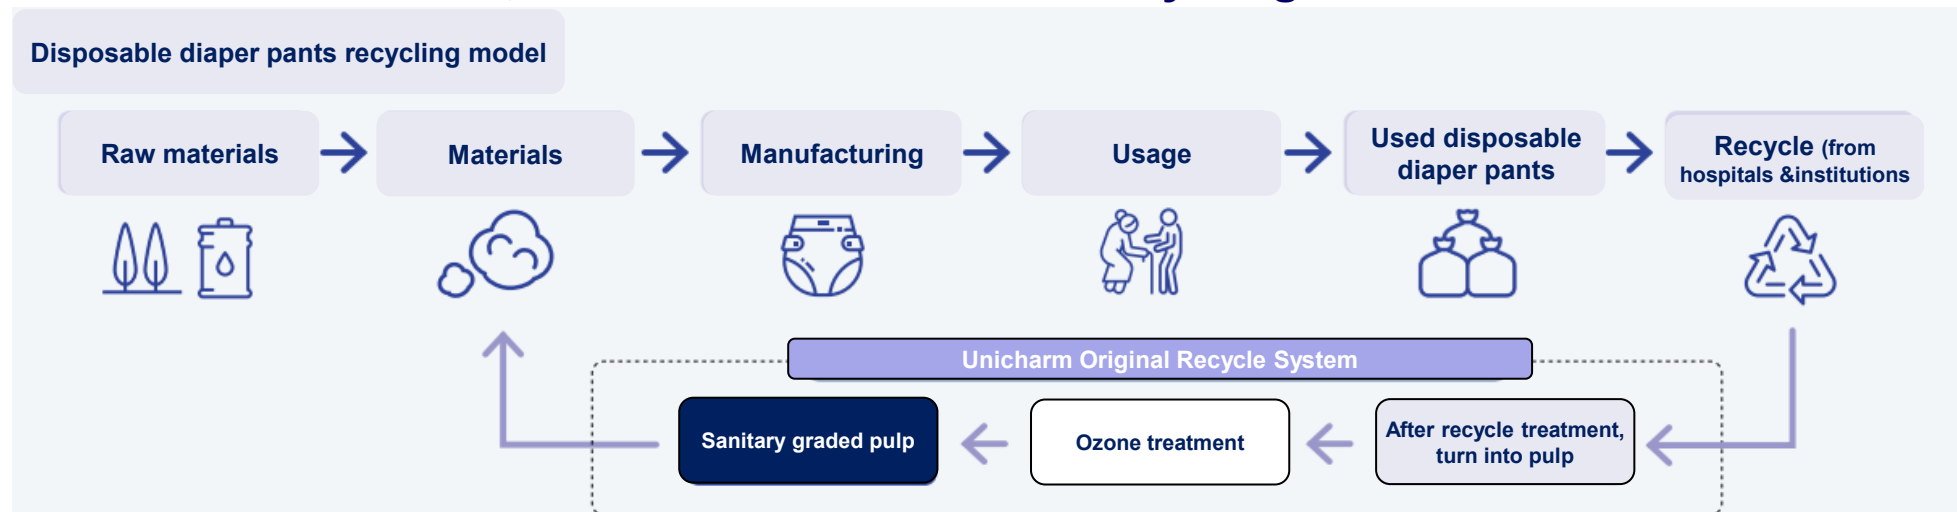 Disposable diaper pants recycling model
Raw materials
Materials
Manufacturing
Usage
Used disposable
diaper pants
Recycle (from
hospitals &institutions
Unicharm Original Recycle System
Sanitary graded pulp
Ozone treatment
After recycle treatment,
turn into pulp